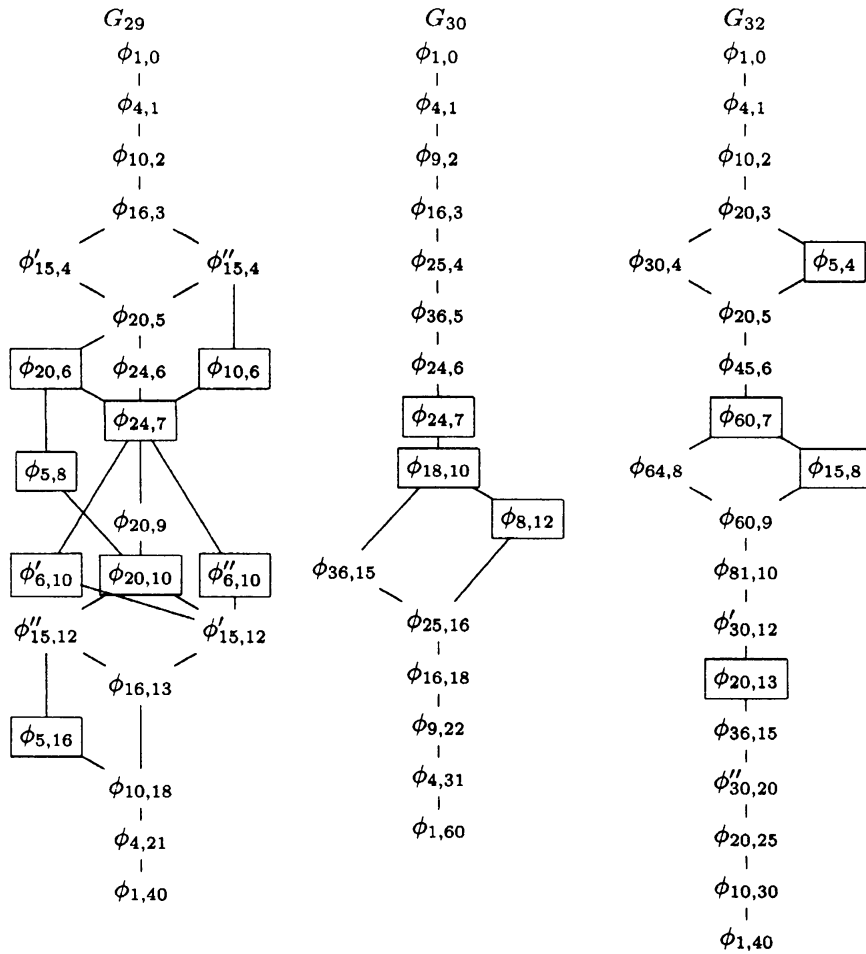 G₂₉ G₃₀ G₃₂
ϕ₁,₀ ϕ₁,₀ ϕ₁,₀
ϕ₄,₁ ϕ₄,₁ ϕ₄,₁
ϕ₁₀,₂ ϕ₉,₂ ϕ₁₀,₂
ϕ₁₆,₃ ϕ₁₆,₃ ϕ₂₀,₃
ϕ′₁₅,₄ ϕ″₁₅,₄ ϕ₂₅,₄ ϕ₃₀,₄ ϕ₅,₄
ϕ₂₀,₅ ϕ₃₆,₅ ϕ₂₀,₅
ϕ₂₀,₆ ϕ₂₄,₆ ϕ₁₀,₆ ϕ₂₄,₆ ϕ₄₅,₆
ϕ₂₄,₇ ϕ₂₄,₇ ϕ₆₀,₇
ϕ₅,₈ ϕ₁₈,₁₀ ϕ₆₄,₈ ϕ₁₅,₈
ϕ₂₀,₉ ϕ₈,₁₂ ϕ₆₀,₉
ϕ′₆,₁₀ ϕ₂₀,₁₀ ϕ″₆,₁₀ ϕ₃₆,₁₅ ϕ₈₁,₁₀
ϕ″₁₅,₁₂ ϕ′₁₅,₁₂ ϕ₂₅,₁₆ ϕ′₃₀,₁₂
ϕ₁₆,₁₃ ϕ₁₆,₁₈ ϕ₂₀,₁₃
ϕ₅,₁₆ ϕ₉,₂₂ ϕ₃₆,₁₅
ϕ₁₀,₁₈ ϕ₄,₃₁ ϕ″₃₀,₂₀
ϕ₄,₂₁ ϕ₁,₆₀ ϕ₂₀,₂₅
ϕ₁,₄₀ ϕ₁₀,₃₀
ϕ₁,₄₀